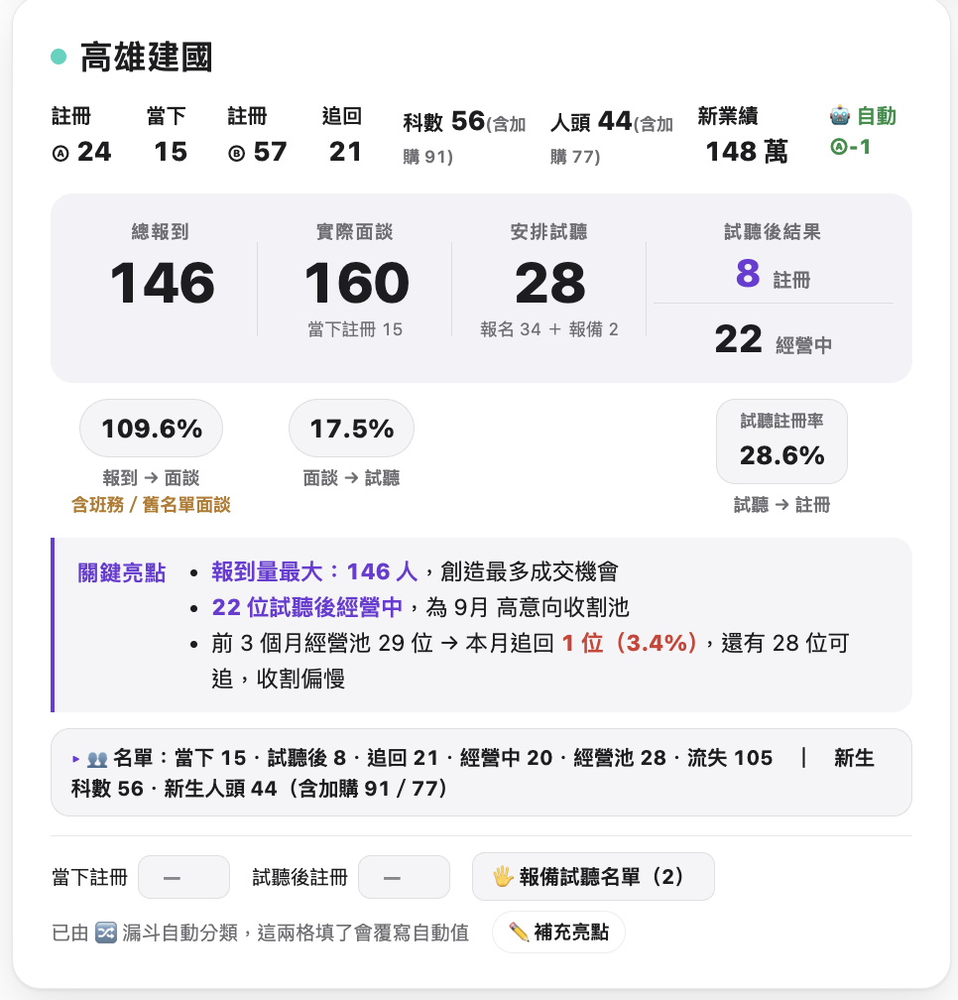 高雄建國
註冊 當下 註冊 追回 科數 56(含加購 91) 人頭 44(含加購 77) 新業績 🤖 自動
Ⓐ 24 15 Ⓑ 57 21 148 萬 Ⓐ-1
總報到 實際面談 安排試聽 試聽後結果
146 160 28 8 註冊
當下註冊 15 報名 34 + 報備 2 22 經營中
109.6% 17.5% 試聽註冊率
28.6%
報到 → 面談 面談 → 試聽 試聽 → 註冊
含班務 / 舊名單面談
關鍵亮點
• 報到量最大：146 人，創造最多成交機會
• 22 位試聽後經營中，為 9月 高意向收割池
• 前 3 個月經營池 29 位 → 本月追回 1 位（3.4%），還有 28 位可
追，收割偏慢
▸ 👥 名單：當下 15 · 試聽後 8 · 追回 21 · 經營中 20 · 經營池 28 · 流失 105 ｜ 新生
科數 56 · 新生人頭 44（含加購 91 / 77）
當下註冊 — 試聽後註冊 — 🖐 報備試聽名單（2）
已由 🔀 漏斗自動分類，這兩格填了會覆寫自動值 ✏️ 補充亮點